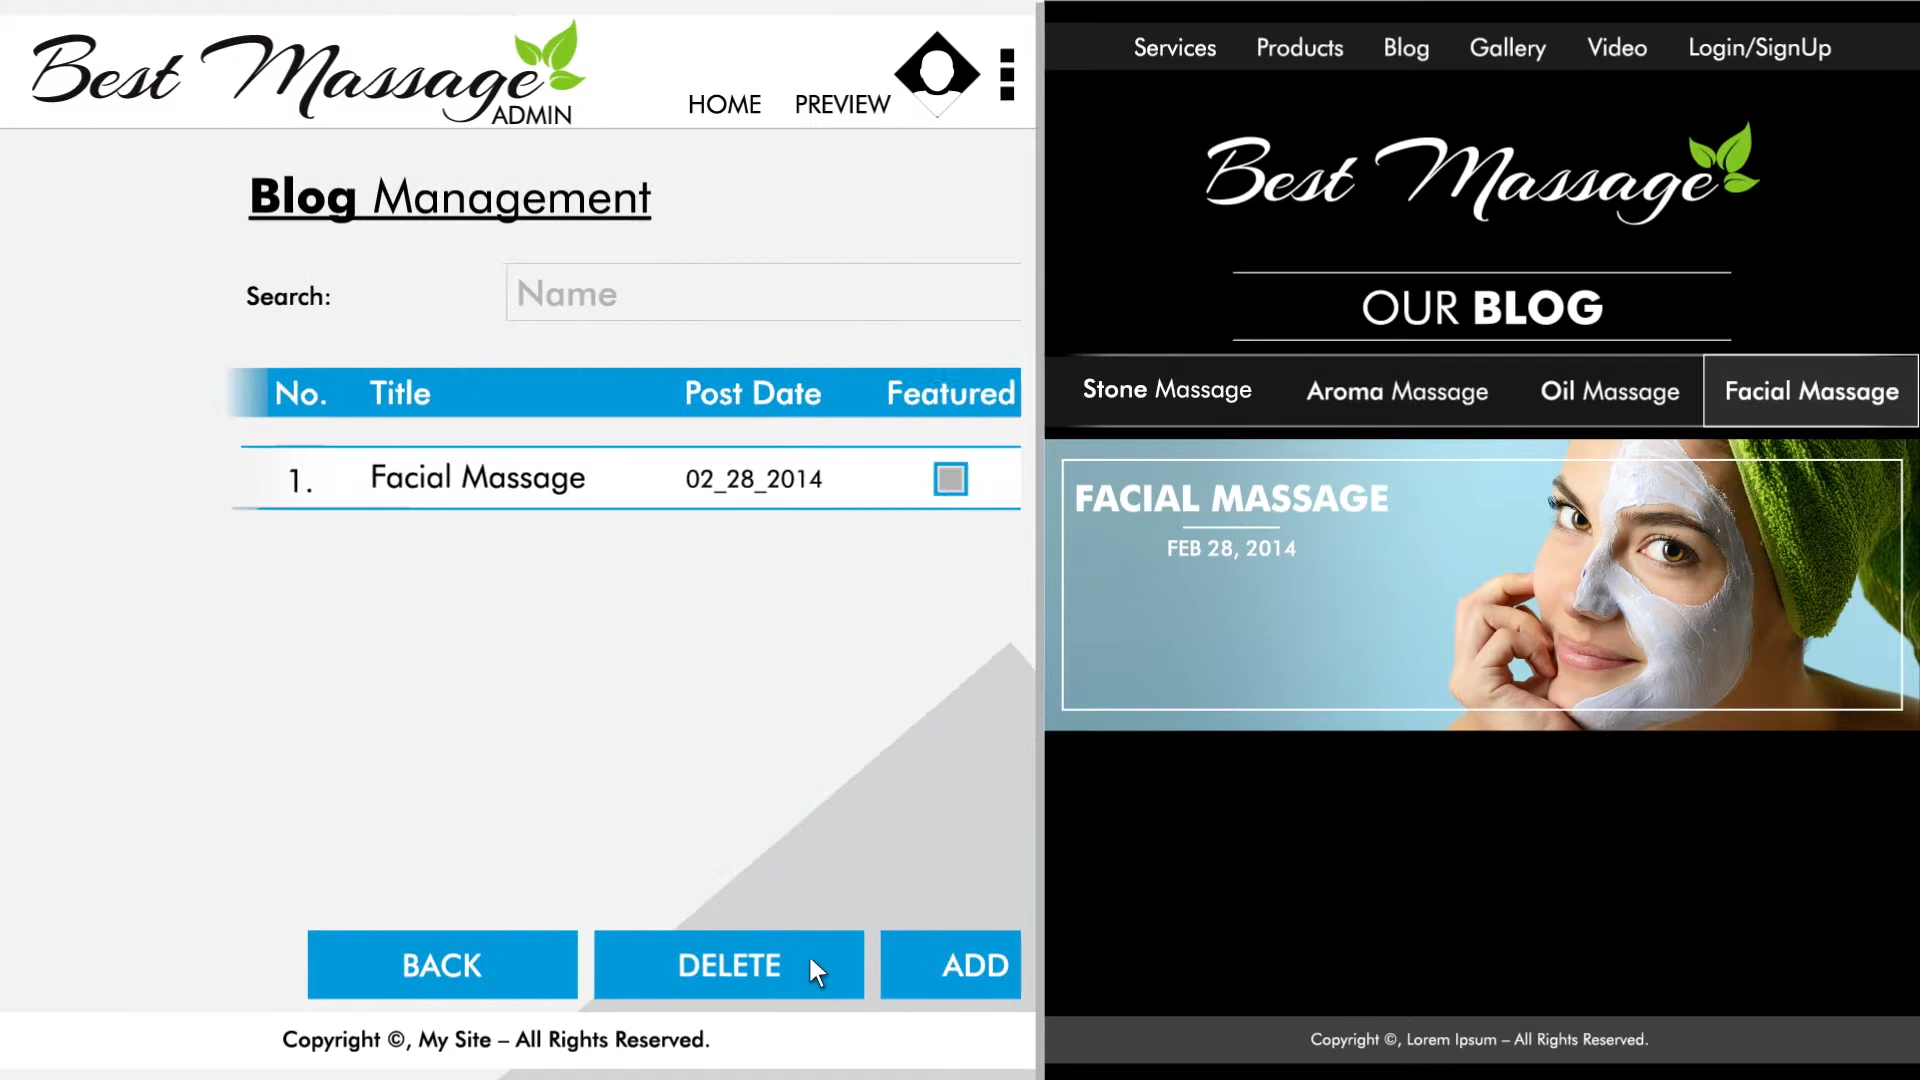 Best Massage
ADMIN
HOME PREVIEW
Blog Management
Search: Name
No. Title Post Date Featured
1. Facial Massage 02_28_2014
BACK DELETE ADD
Copyright ©, My Site – All Rights Reserved.
Services Products Blog Gallery Video Login/SignUp
Best Massage
OUR BLOG
Stone Massage Aroma Massage Oil Massage Facial Massage
FACIAL MASSAGE
FEB 28, 2014
Copyright ©, Lorem Ipsum – All Rights Reserved.